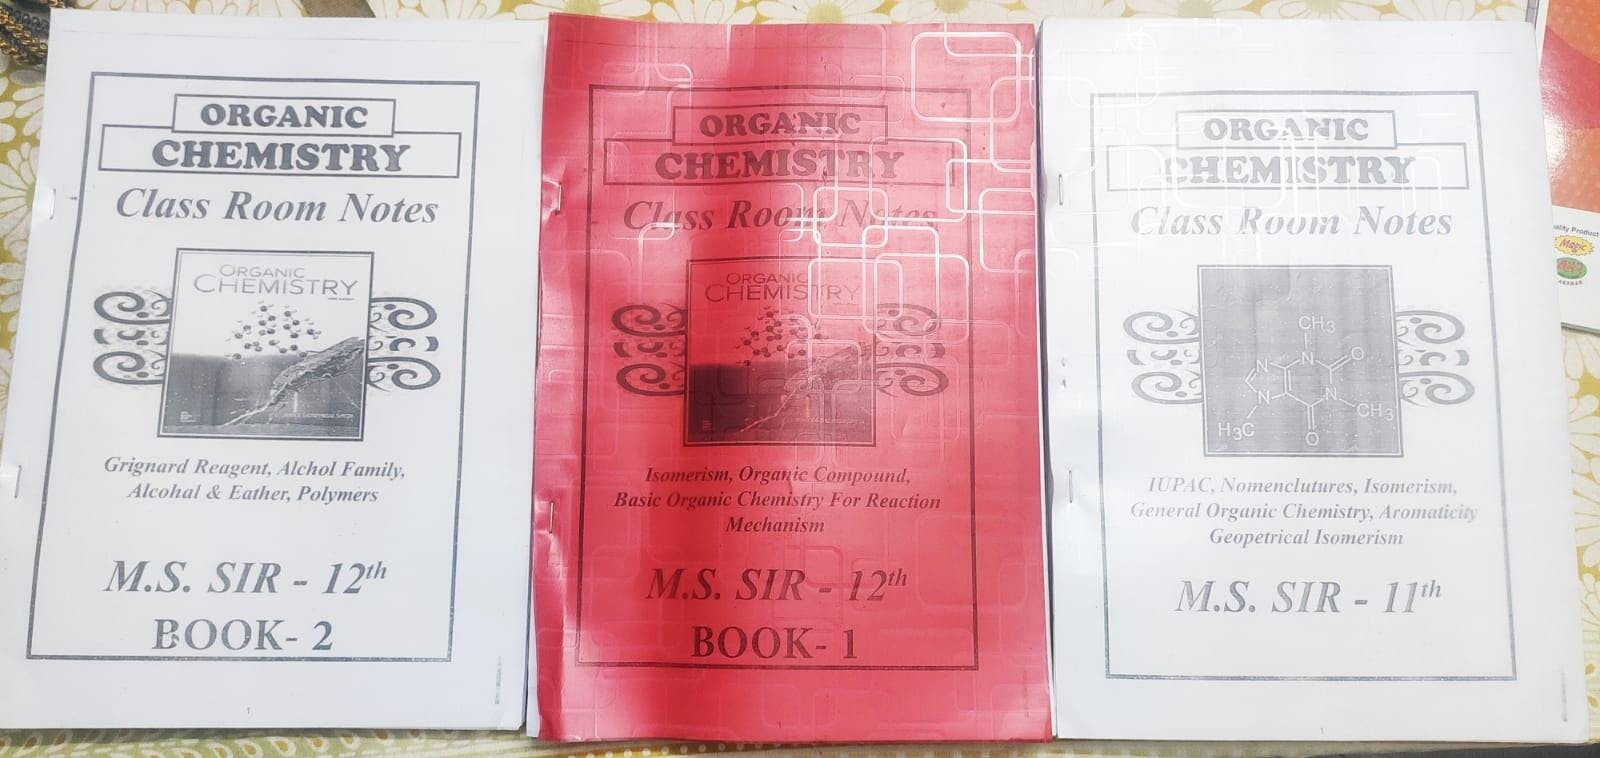 ORGANIC
CHEMISTRY
Class Room Notes
ORGANIC
CHEMISTRY
Grignard Reagent, Alchol Family,
Alcohal & Eather, Polymers
M.S. SIR - 12th
BOOK- 2
1
ORGANIC
CHEMISTRY
Class Room Notes
ORGANIC
CHEMISTRY
Isomerism, Organic Compound,
Basic Organic Chemistry For Reaction
Mechanism
M.S. SIR - 12th
BOOK- 1
ORGANIC
CHEMISTRY
Class Room Notes
CH3
N
N
O
N
N
CH3
H3C
O
IUPAC, Nomenclutures, Isomerism,
General Organic Chemistry, Aromaticity
Geopetrical Isomerism
M.S. SIR - 11th
1
Product
Magic